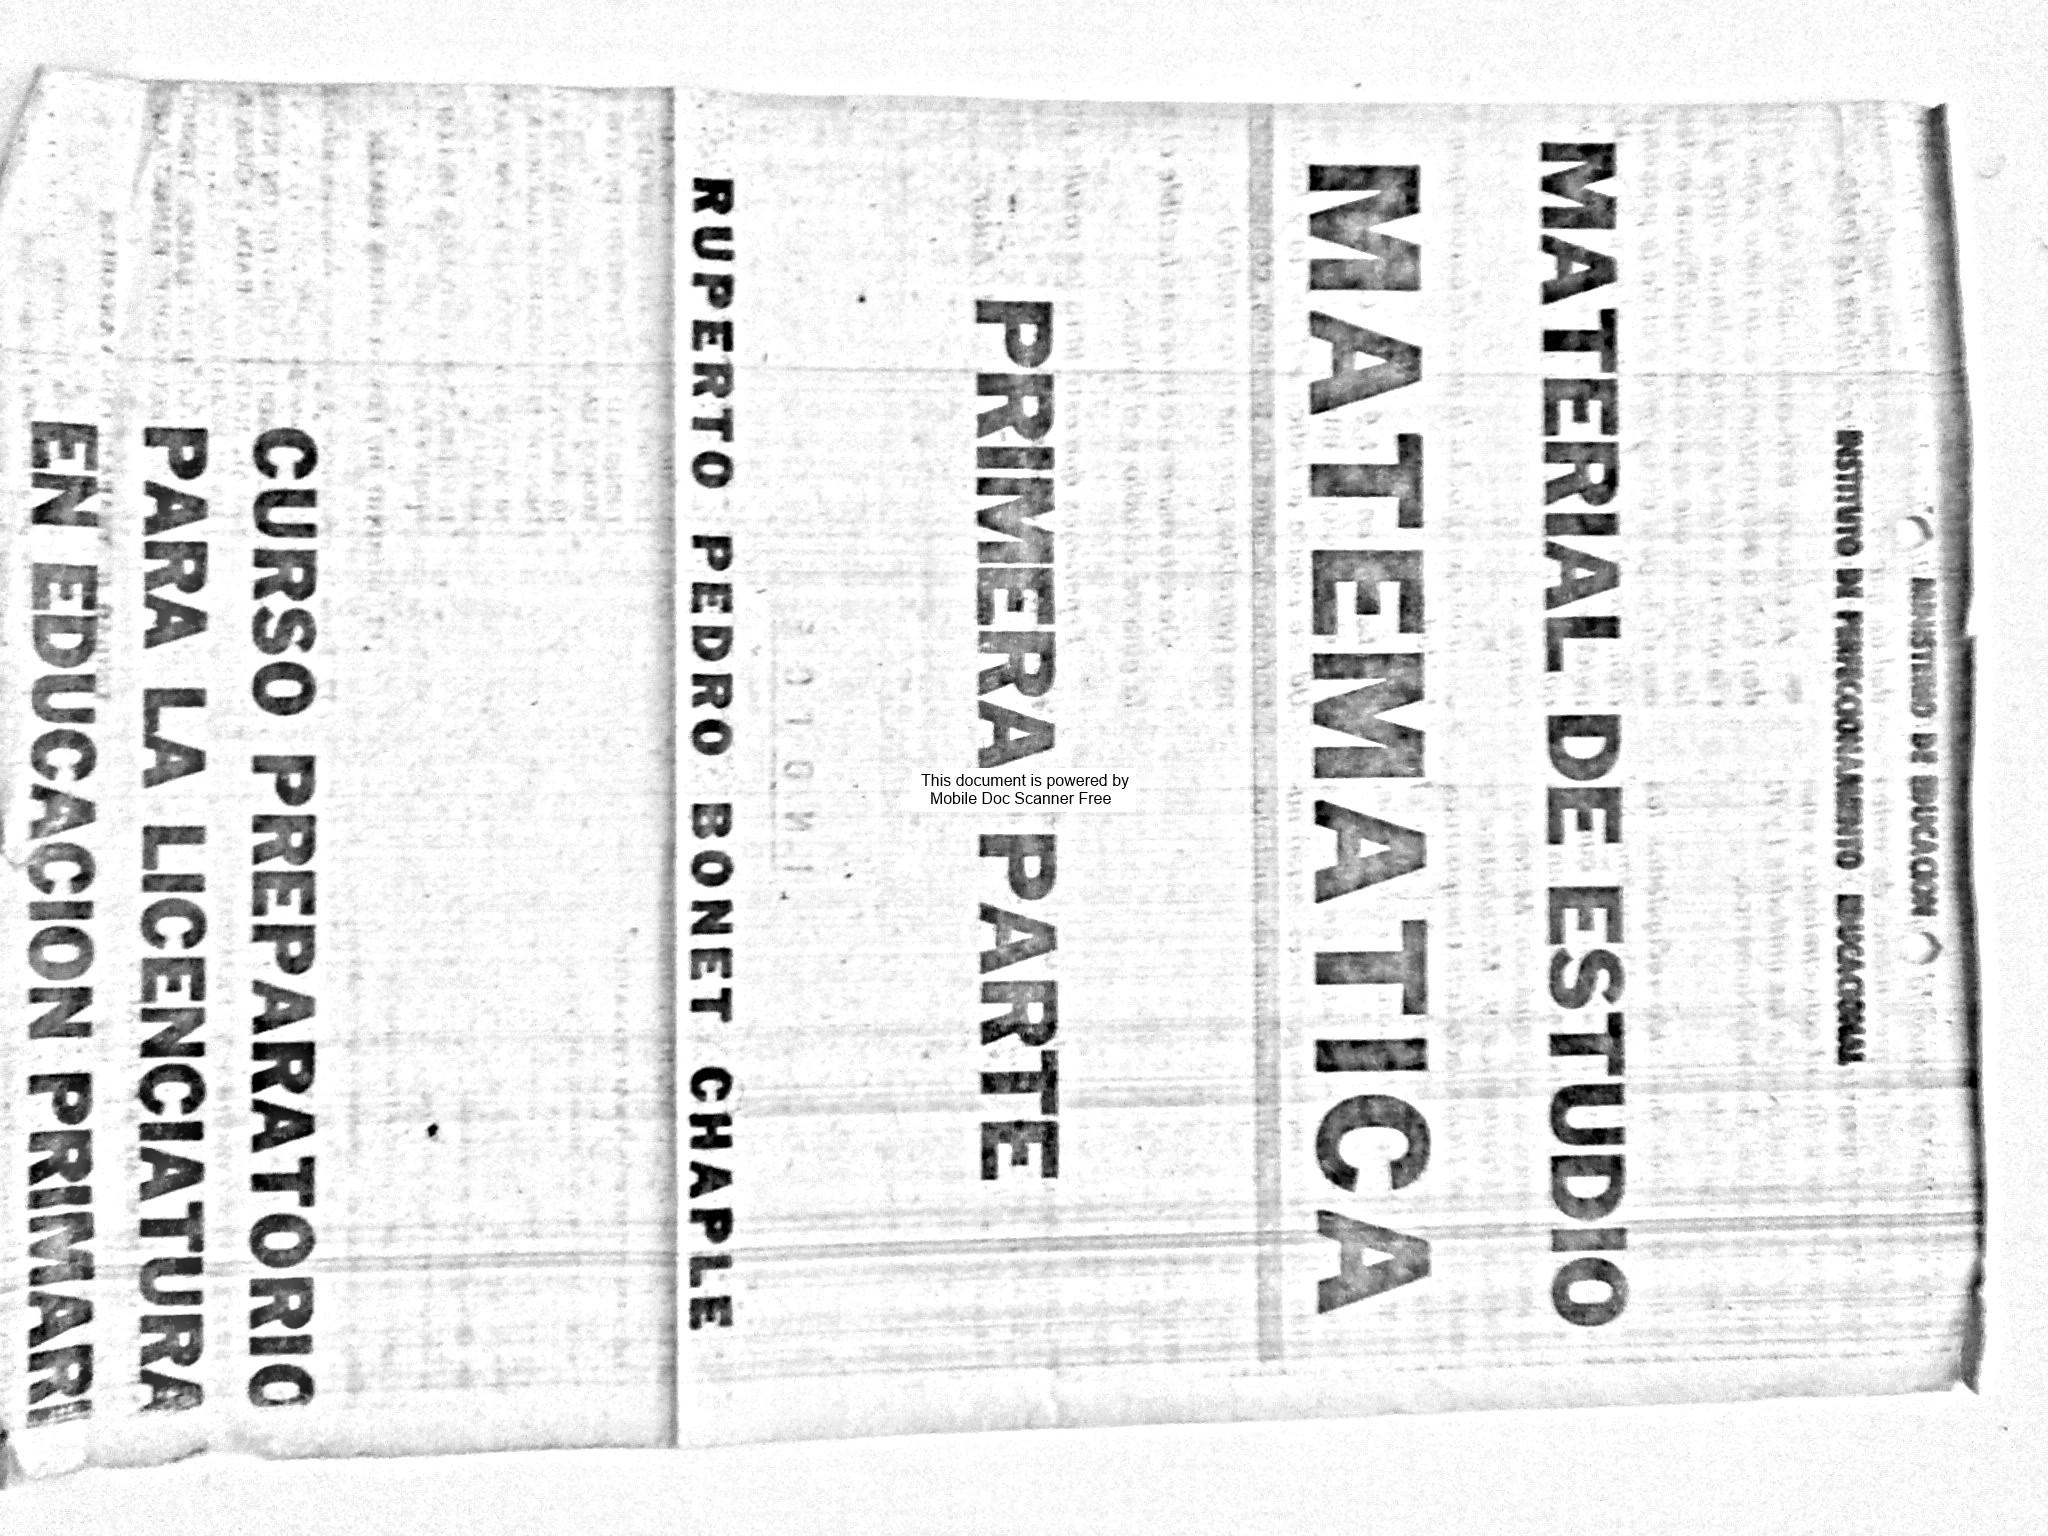 MINISTERIO DE EDUCACION
INSTITUTO DE PERFECCIONAMIENTO EDUCACIONAL
MATERIAL DE ESTUDIO
MATEMATICA
PRIMERA PARTE
RUPERTO PEDRO BONET CHAPLE
CURSO PREPARATORIO
PARA LA LICENCIATURA
EN EDUCACION PRIMARI
This document is powered by
Mobile Doc Scanner Free